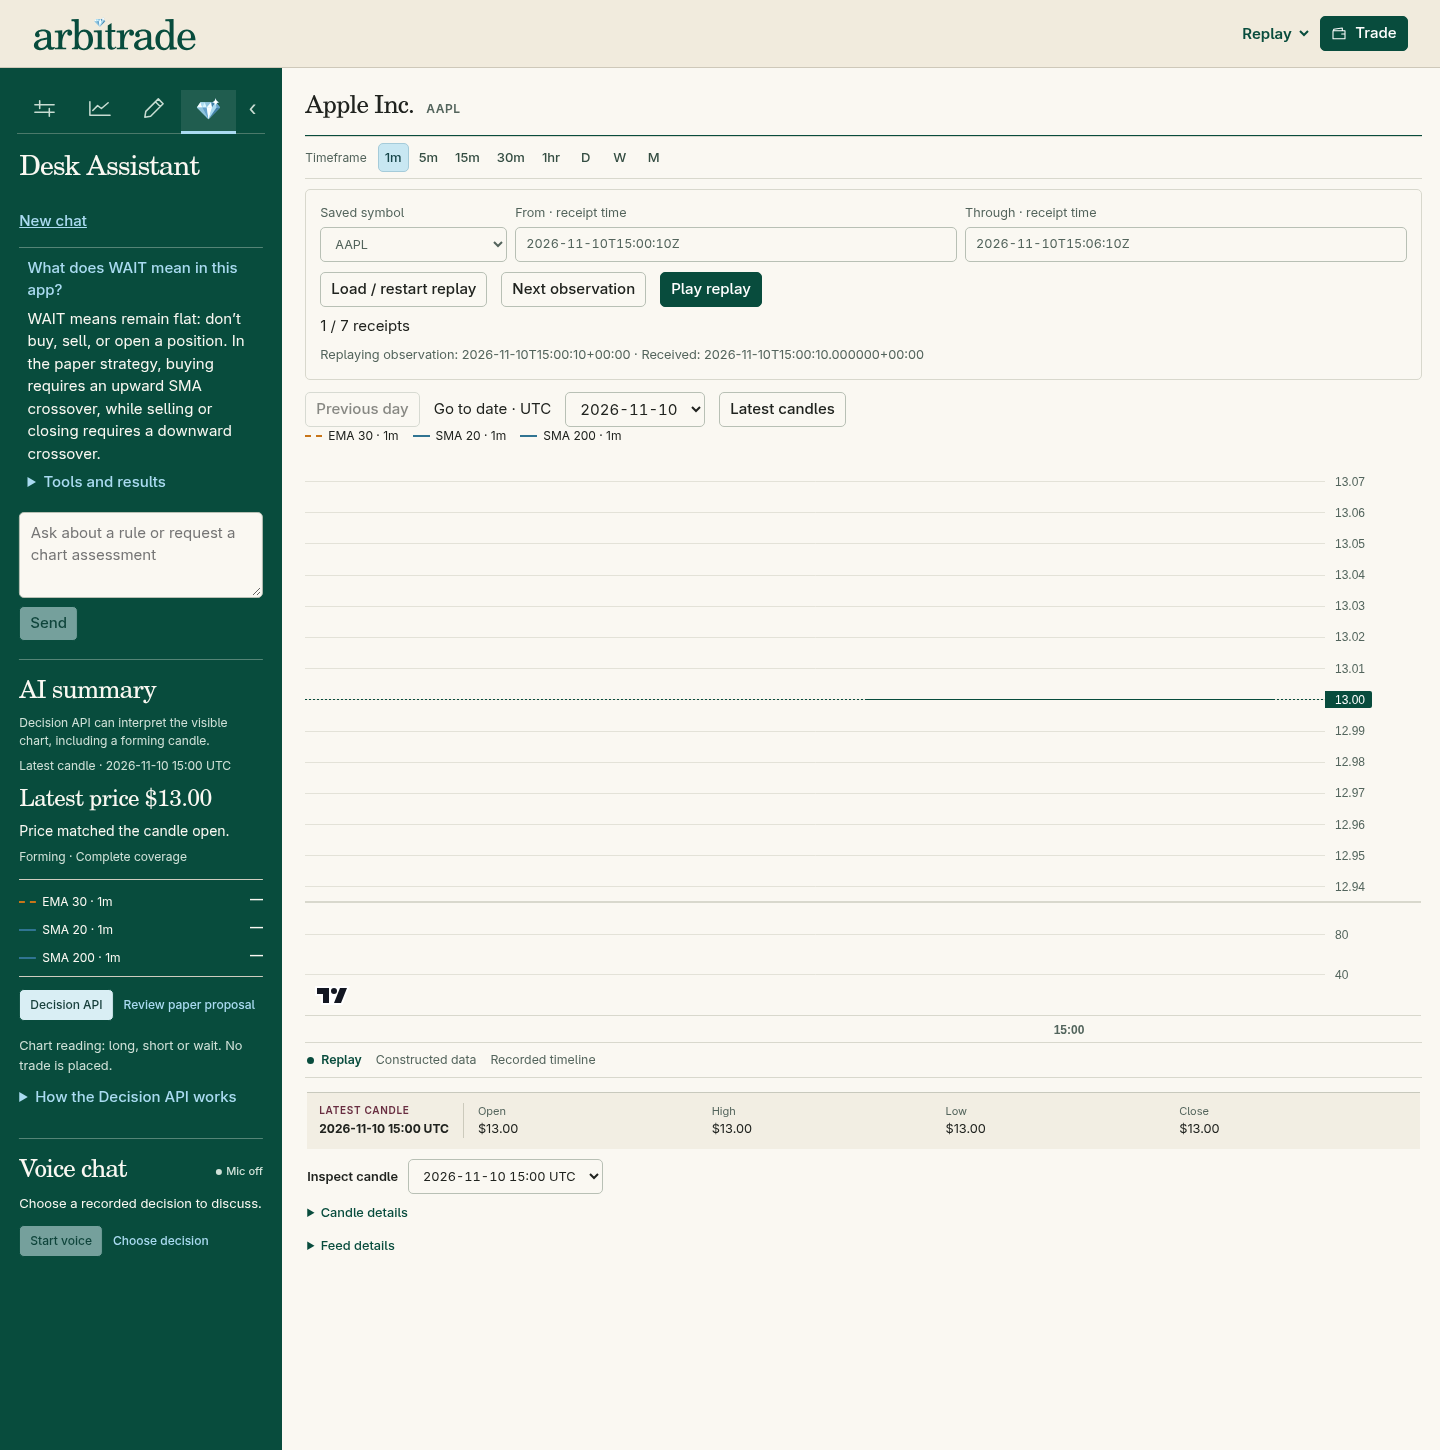 arbitrade
Replay
Trade
Desk Assistant
New chat
What does WAIT mean in this
app?
WAIT means remain flat: don’t
buy, sell, or open a position. In
the paper strategy, buying
requires an upward SMA
crossover, while selling or
closing requires a downward
crossover.
Tools and results
Ask about a rule or request a
chart assessment
Send
AI summary
Decision API can interpret the visible
chart, including a forming candle.
Latest candle · 2026-11-10 15:00 UTC
Latest price $13.00
Price matched the candle open.
Forming · Complete coverage
EMA 30 · 1m —
SMA 20 · 1m —
SMA 200 · 1m —
Decision API Review paper proposal
Chart reading: long, short or wait. No
trade is placed.
How the Decision API works
Voice chat Mic off
Choose a recorded decision to discuss.
Start voice Choose decision
Apple Inc. AAPL
Timeframe 1m 5m 15m 30m 1hr D W M
Saved symbol From · receipt time Through · receipt time
AAPL 2026-11-10T15:00:10Z 2026-11-10T15:06:10Z
Load / restart replay Next observation Play replay
1 / 7 receipts
Replaying observation: 2026-11-10T15:00:10+00:00 · Received: 2026-11-10T15:00:10.000000+00:00
Previous day Go to date · UTC 2026-11-10 Latest candles
EMA 30 · 1m SMA 20 · 1m SMA 200 · 1m
13.07
13.06
13.05
13.04
13.03
13.02
13.01
13.00
12.99
12.98
12.97
12.96
12.95
12.94
80
40
15:00
Replay Constructed data Recorded timeline
LATEST CANDLE Open High Low Close
2026-11-10 15:00 UTC $13.00 $13.00 $13.00 $13.00
Inspect candle 2026-11-10 15:00 UTC
Candle details
Feed details